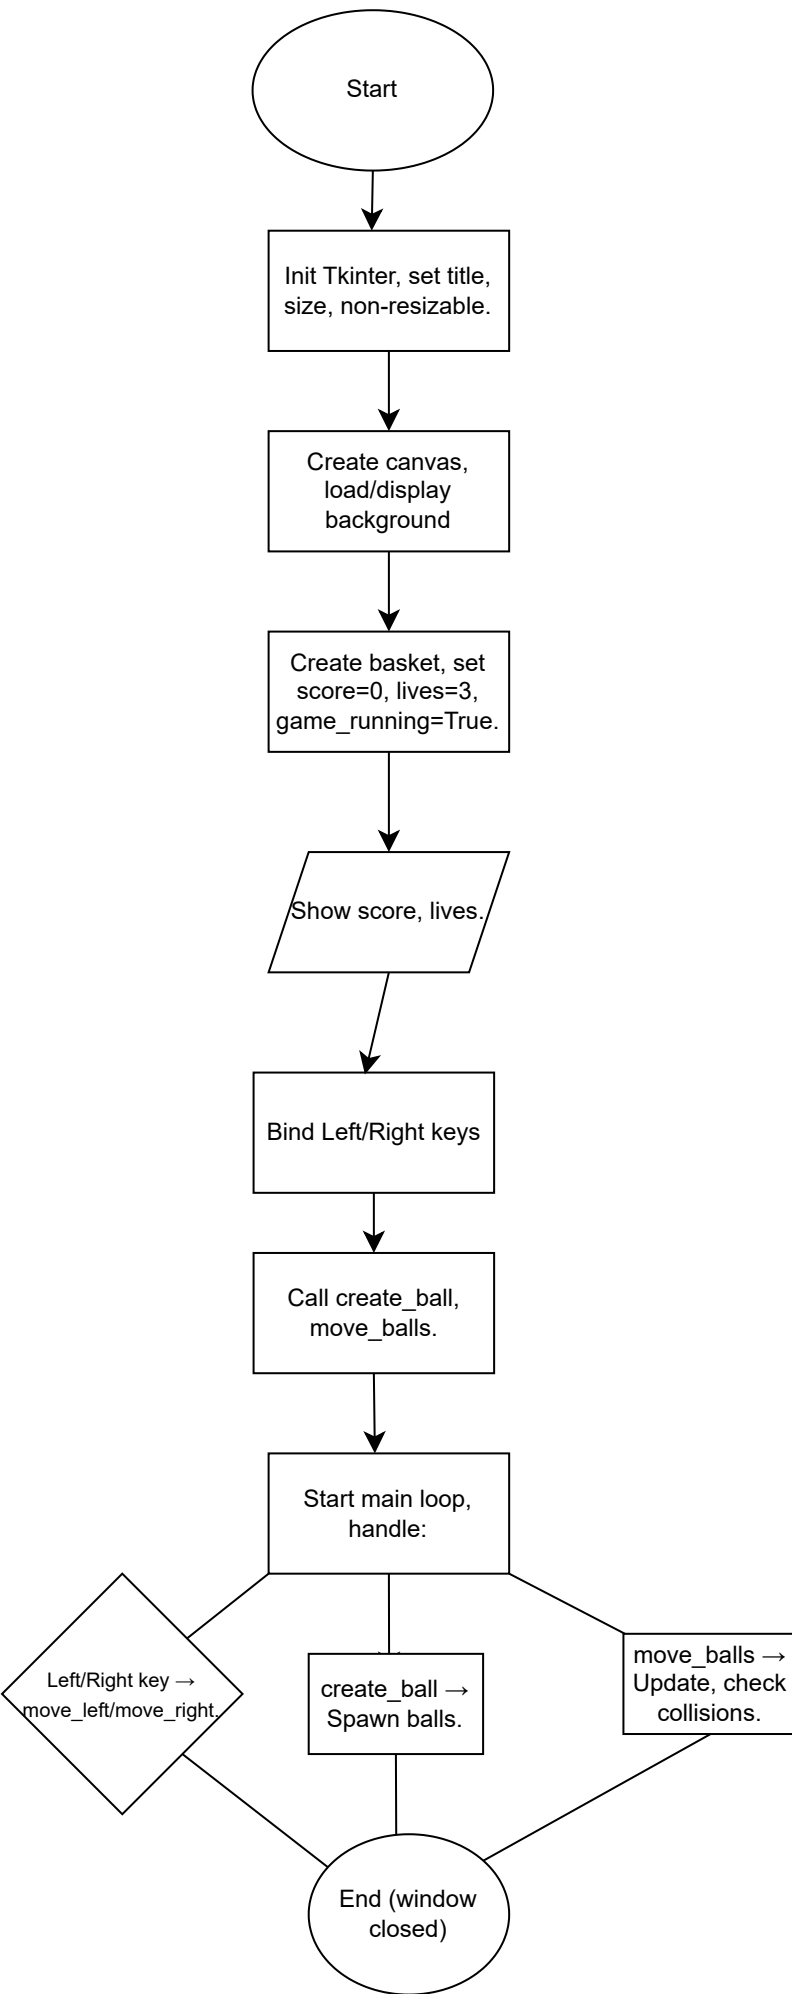 Start
Init Tkinter, set title,
size, non-resizable.
Create canvas,
load/display
background
Create basket, set
score=0, lives=3,
game_running=True.
Show score, lives.
Bind Left/Right keys
Call create_ball,
move_balls.
Start main loop,
handle:
Left/Right key →
move_left/move_right.
create_ball →
Spawn balls.
move_balls →
Update, check
collisions.
End (window
closed)